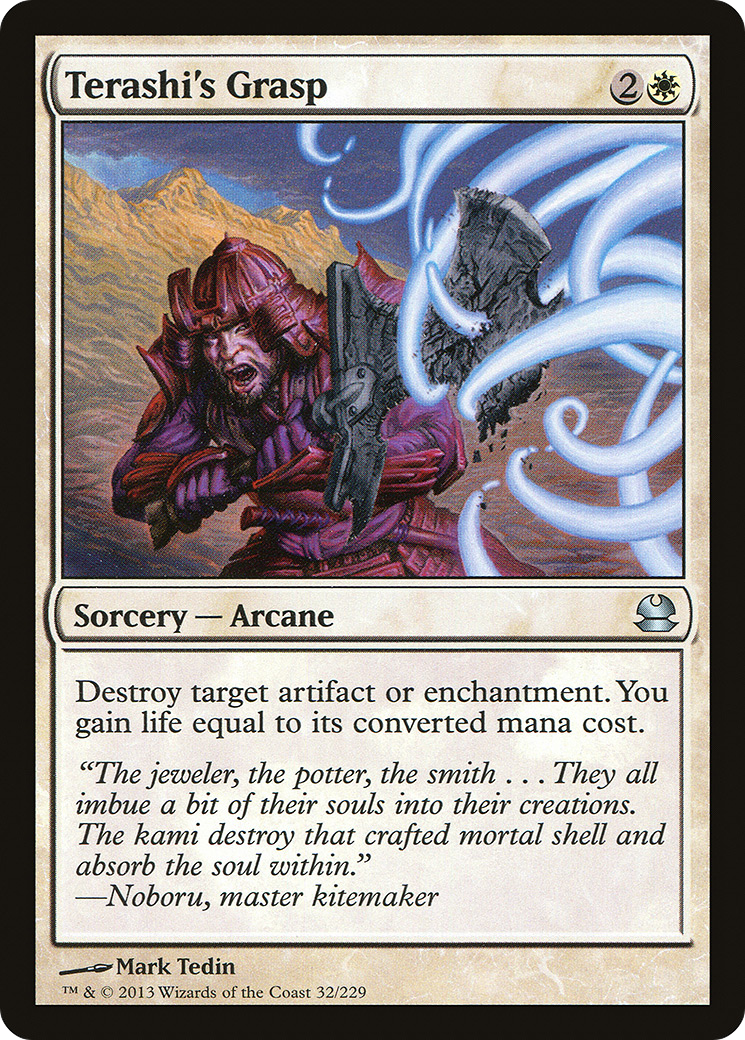 Terashi's Grasp 2
Sorcery — Arcane
Destroy target artifact or enchantment. You
gain life equal to its converted mana cost.
“The jeweler, the potter, the smith . . . They all
imbue a bit of their souls into their creations.
The kami destroy that crafted mortal shell and
absorb the soul within.”
—Noboru, master kitemaker
Mark Tedin
™ & © 2013 Wizards of the Coast 32/229